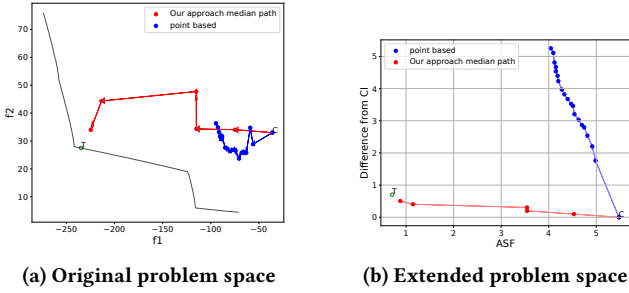 Our approach median path
point based
f2
70
60
50
40
30
20
10
T
C
−250
−200
−150
−100
−50
f1
(a) Original problem space
point based
Our approach median path
Difference from CI
5
4
3
2
1
0
T
C
1
2
3
4
5
ASF
(b) Extended problem space